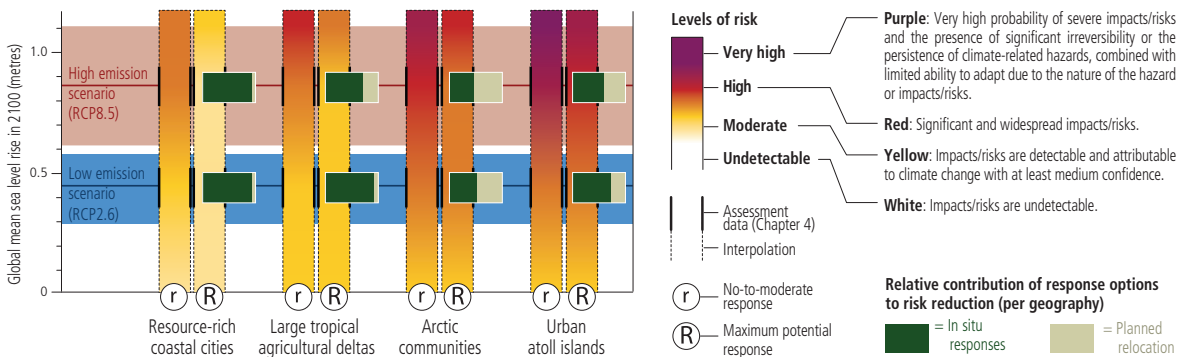 Global mean sea level rise in 2100 (metres)
1.0
0.5
0
High emission
scenario
(RCP8.5)
Low emission
scenario
(RCP2.6)
r
R
r
R
r
R
r
R
Resource-rich
coastal cities
Large tropical
agricultural deltas
Arctic
communities
Urban
atoll islands
Levels of risk
Very high
High
Moderate
Undetectable
Assessment
data (Chapter 4)
Interpolation
r
No-to-moderate
response
R
Maximum potential
response
Purple: Very high probability of severe impacts/risks
and the presence of significant irreversibility or the
persistence of climate-related hazards, combined with
limited ability to adapt due to the nature of the hazard
or impacts/risks.
Red: Significant and widespread impacts/risks.
Yellow: Impacts/risks are detectable and attributable
to climate change with at least medium confidence.
White: Impacts/risks are undetectable.
Relative contribution of response options
to risk reduction (per geography)
= In situ
responses
= Planned
relocation